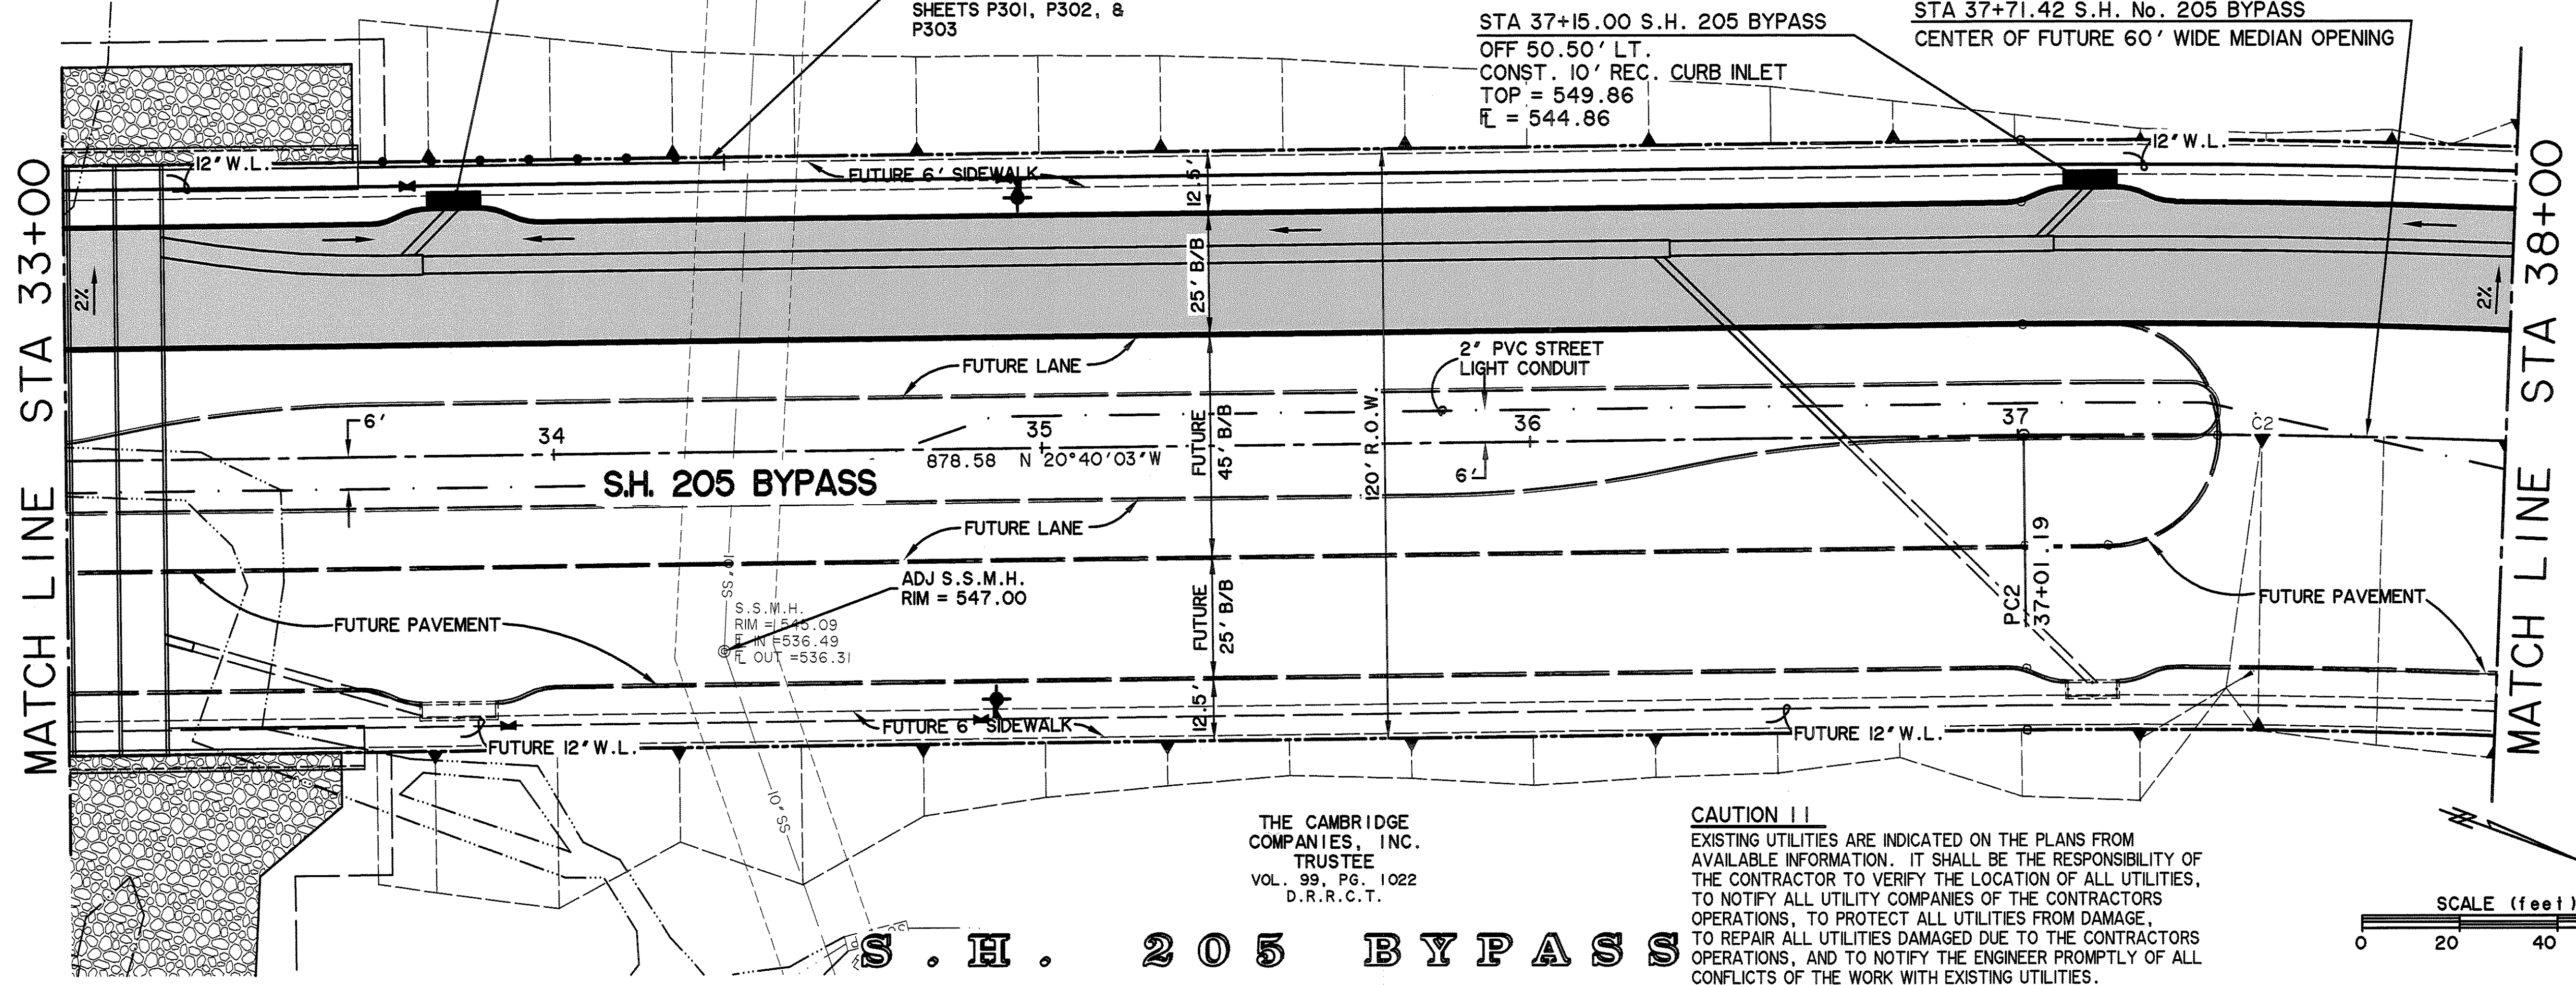 SHEETS P301, P302, &
P303
STA 37+15.00 S.H. 205 BYPASS
OFF 50.50' LT.
CONST. 10' REC. CURB INLET
TOP = 549.86
FL = 544.86
STA 37+71.42 S.H. No. 205 BYPASS
CENTER OF FUTURE 60' WIDE MEDIAN OPENING
MATCH LINE STA 33+00
MATCH LINE STA 38+00
12" W.L.
12" W.L.
FUTURE 6' SIDEWALK
12.5'
25' B/B
2%
2%
FUTURE LANE
2" PVC STREET
LIGHT CONDUIT
6'
34
35
36
37
C2
878.58 N 20°40'03"W
FUTURE
45' B/B
120' R.O.W.
6'
S.H. 205 BYPASS
FUTURE LANE
PC2
37+01.19
10" SS
ADJ S.S.M.H.
RIM = 547.00
S.S.M.H.
RIM =545.09
FL IN =536.49
FL OUT =536.31
FUTURE
25' B/B
FUTURE PAVEMENT
FUTURE PAVEMENT
12.5'
FUTURE 6' SIDEWALK
FUTURE 12" W.L.
FUTURE 12" W.L.
10" SS
THE CAMBRIDGE
COMPANIES, INC.
TRUSTEE
VOL. 99, PG. 1022
D.R.R.C.T.
CAUTION !!
EXISTING UTILITIES ARE INDICATED ON THE PLANS FROM
AVAILABLE INFORMATION. IT SHALL BE THE RESPONSIBILITY OF
THE CONTRACTOR TO VERIFY THE LOCATION OF ALL UTILITIES,
TO NOTIFY ALL UTILITY COMPANIES OF THE CONTRACTORS
OPERATIONS, TO PROTECT ALL UTILITIES FROM DAMAGE,
TO REPAIR ALL UTILITIES DAMAGED DUE TO THE CONTRACTORS
OPERATIONS, AND TO NOTIFY THE ENGINEER PROMPTLY OF ALL
CONFLICTS OF THE WORK WITH EXISTING UTILITIES.
SCALE (feet)
0 20 40
S.H. 205 BYPASS